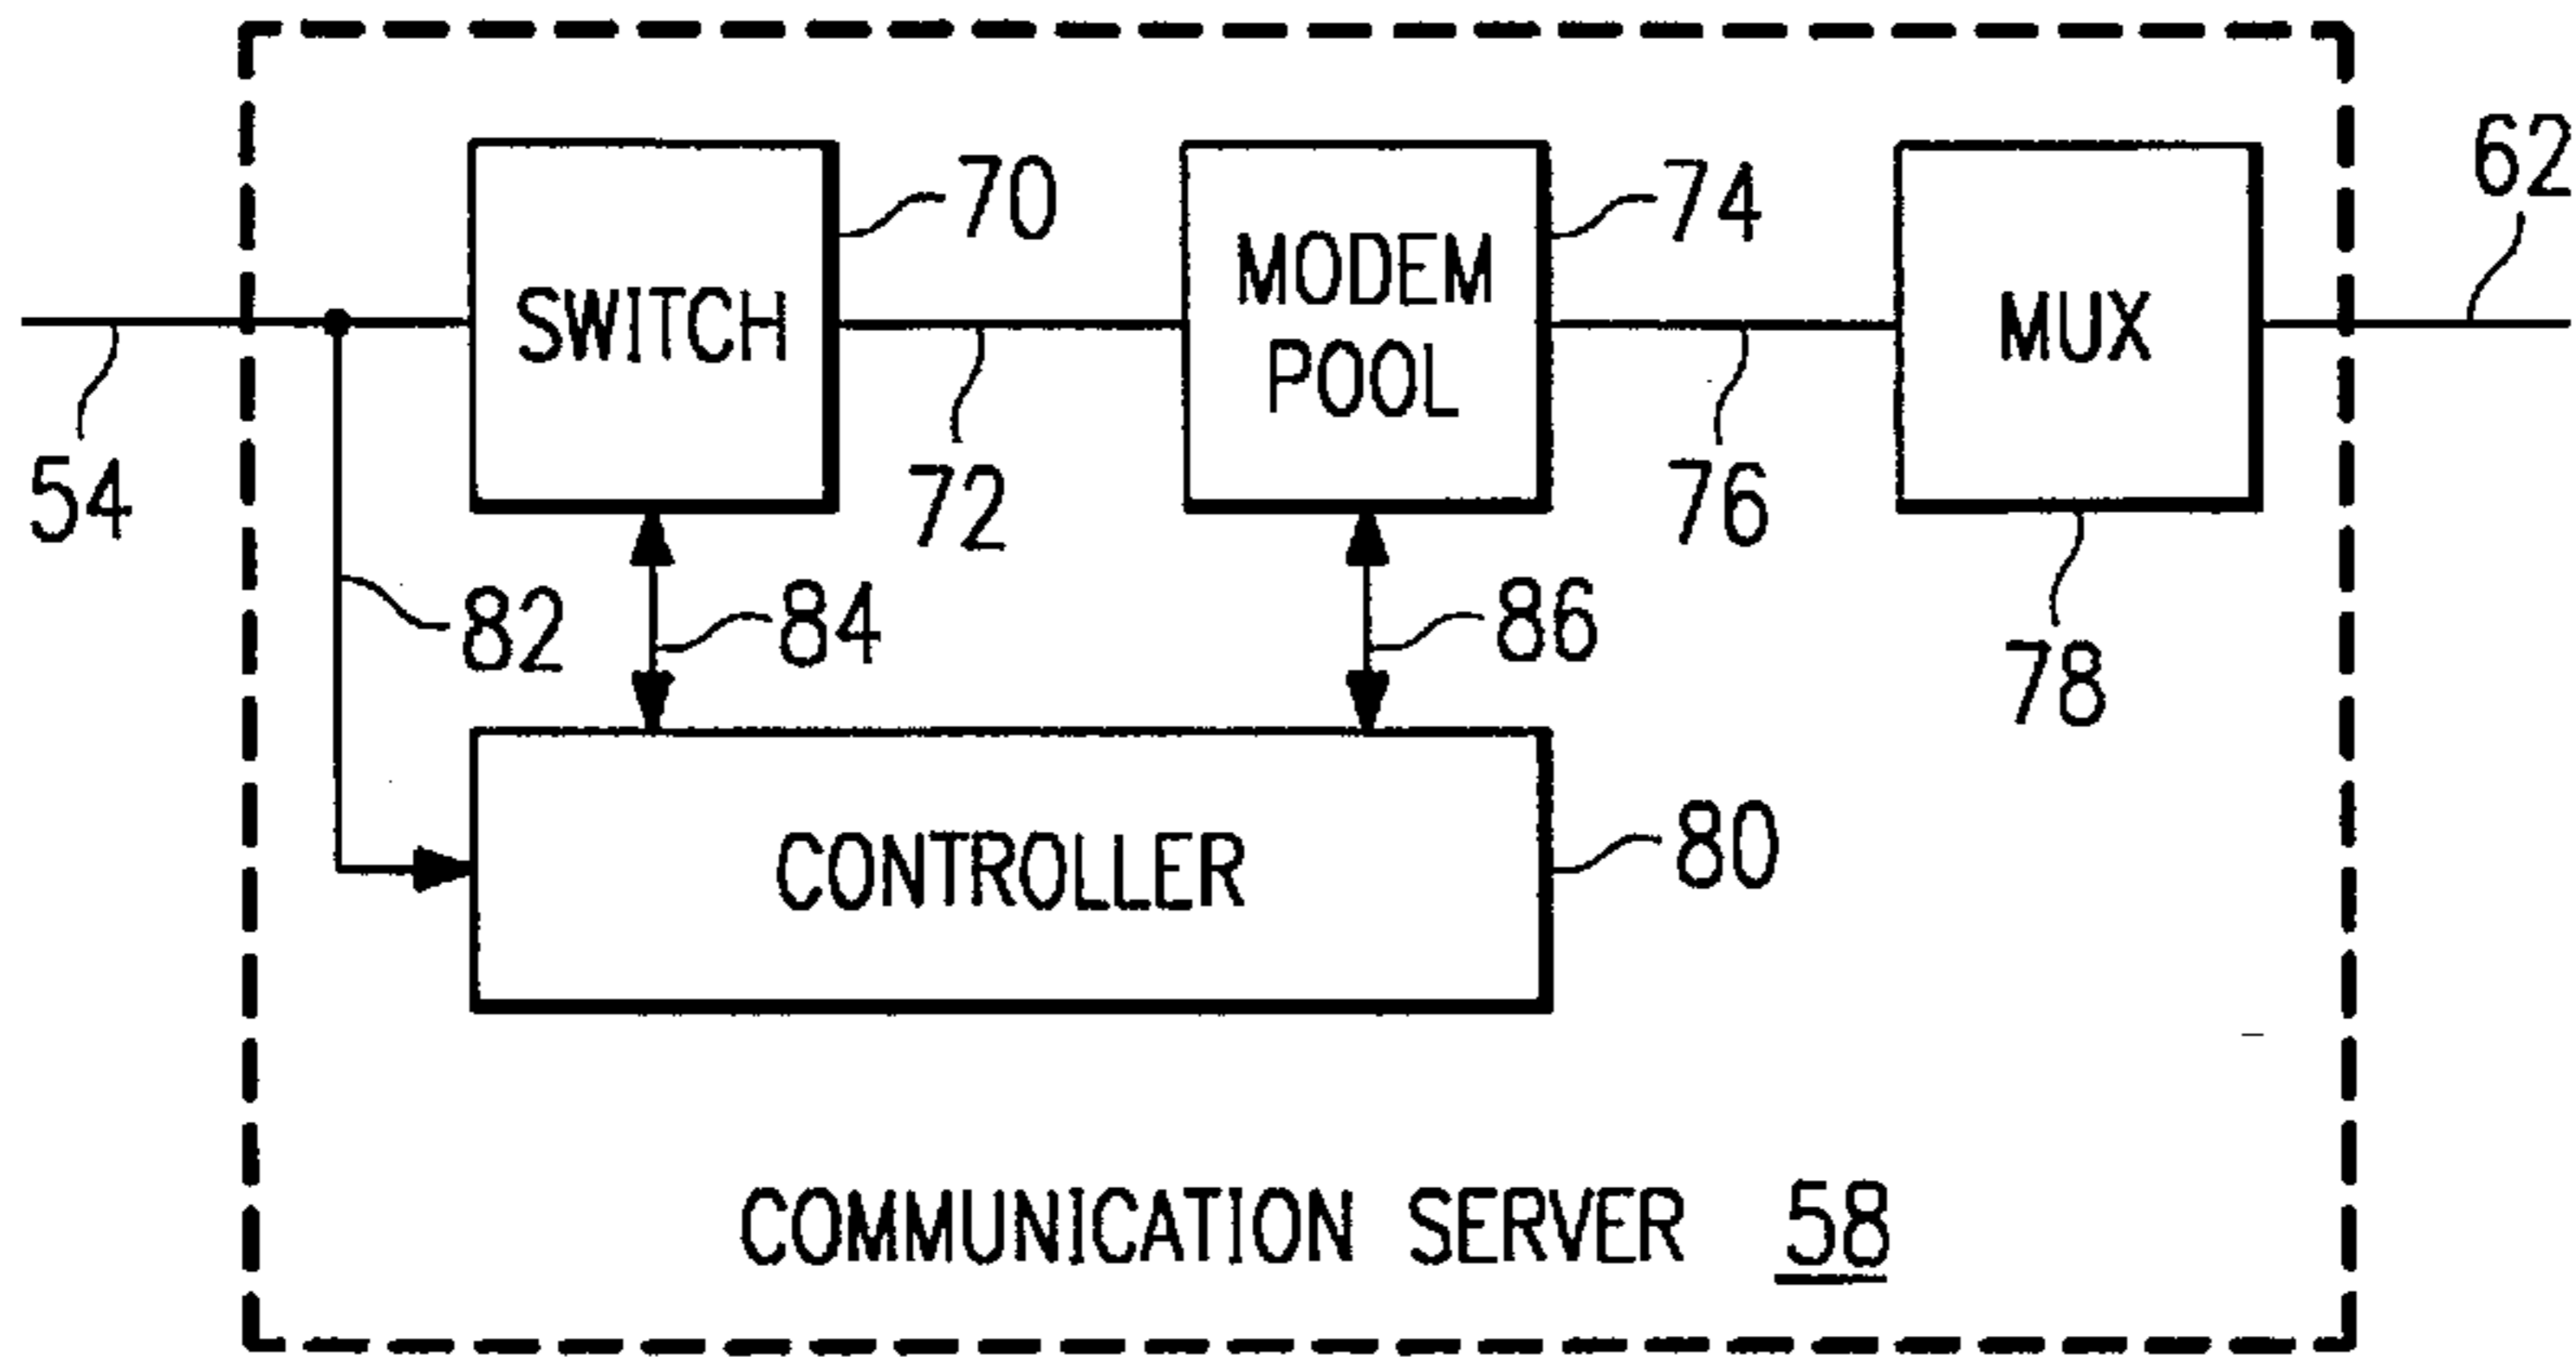 62
70
74
MODEM
SWITCH
MUX
POOL
54
72
76
82
84
86
78
80
CONTROLLER
COMMUNICATION SERVER 58